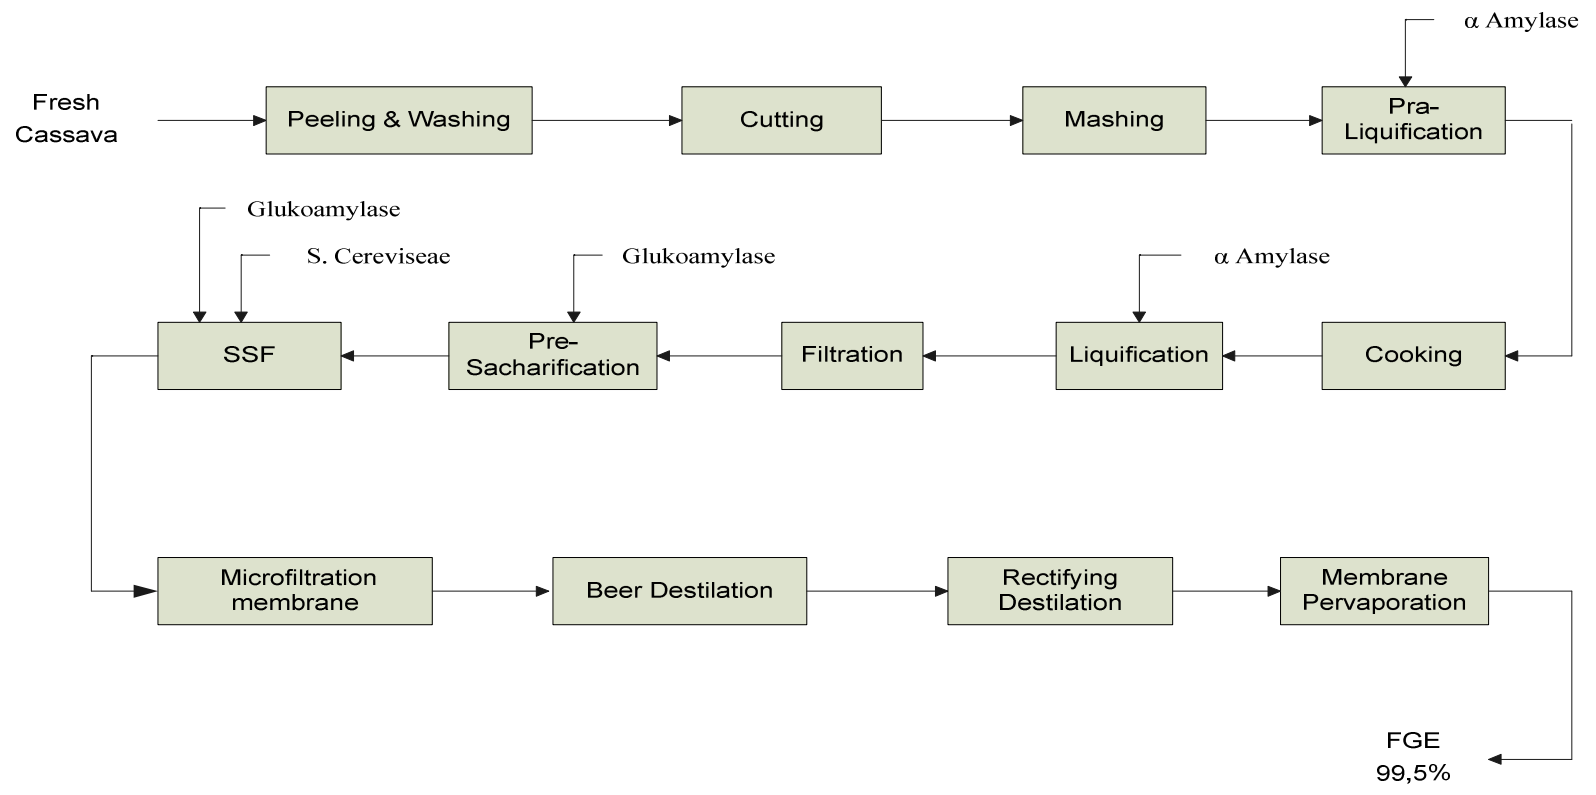 α Amylase
Fresh
Cassava
Peeling & Washing
Cutting
Mashing
Pra-
Liquification
Glukoamylase
S. Cereviseae
Glukoamylase
α Amylase
SSF
Pre-
Sacharification
Filtration
Liquification
Cooking
Microfiltration
membrane
Beer Destilation
Rectifying
Destilation
Membrane
Pervaporation
FGE
99,5%